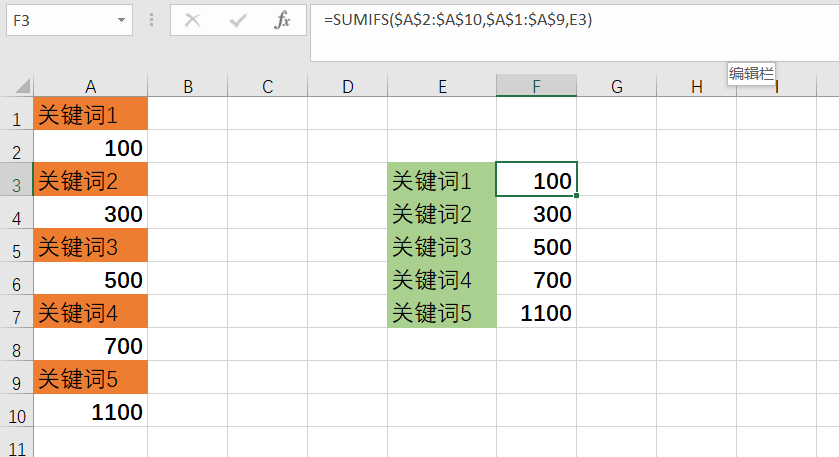 F3 fx =SUMIFS($A$2:$A$10,$A$1:$A$9,E3)
编辑栏
A B C D E F G H I
1 关键词1
2 100
3 关键词2 关键词1 100
4 300 关键词2 300
5 关键词3 关键词3 500
6 500 关键词4 700
7 关键词4 关键词5 1100
8 700
9 关键词5
10 1100
11